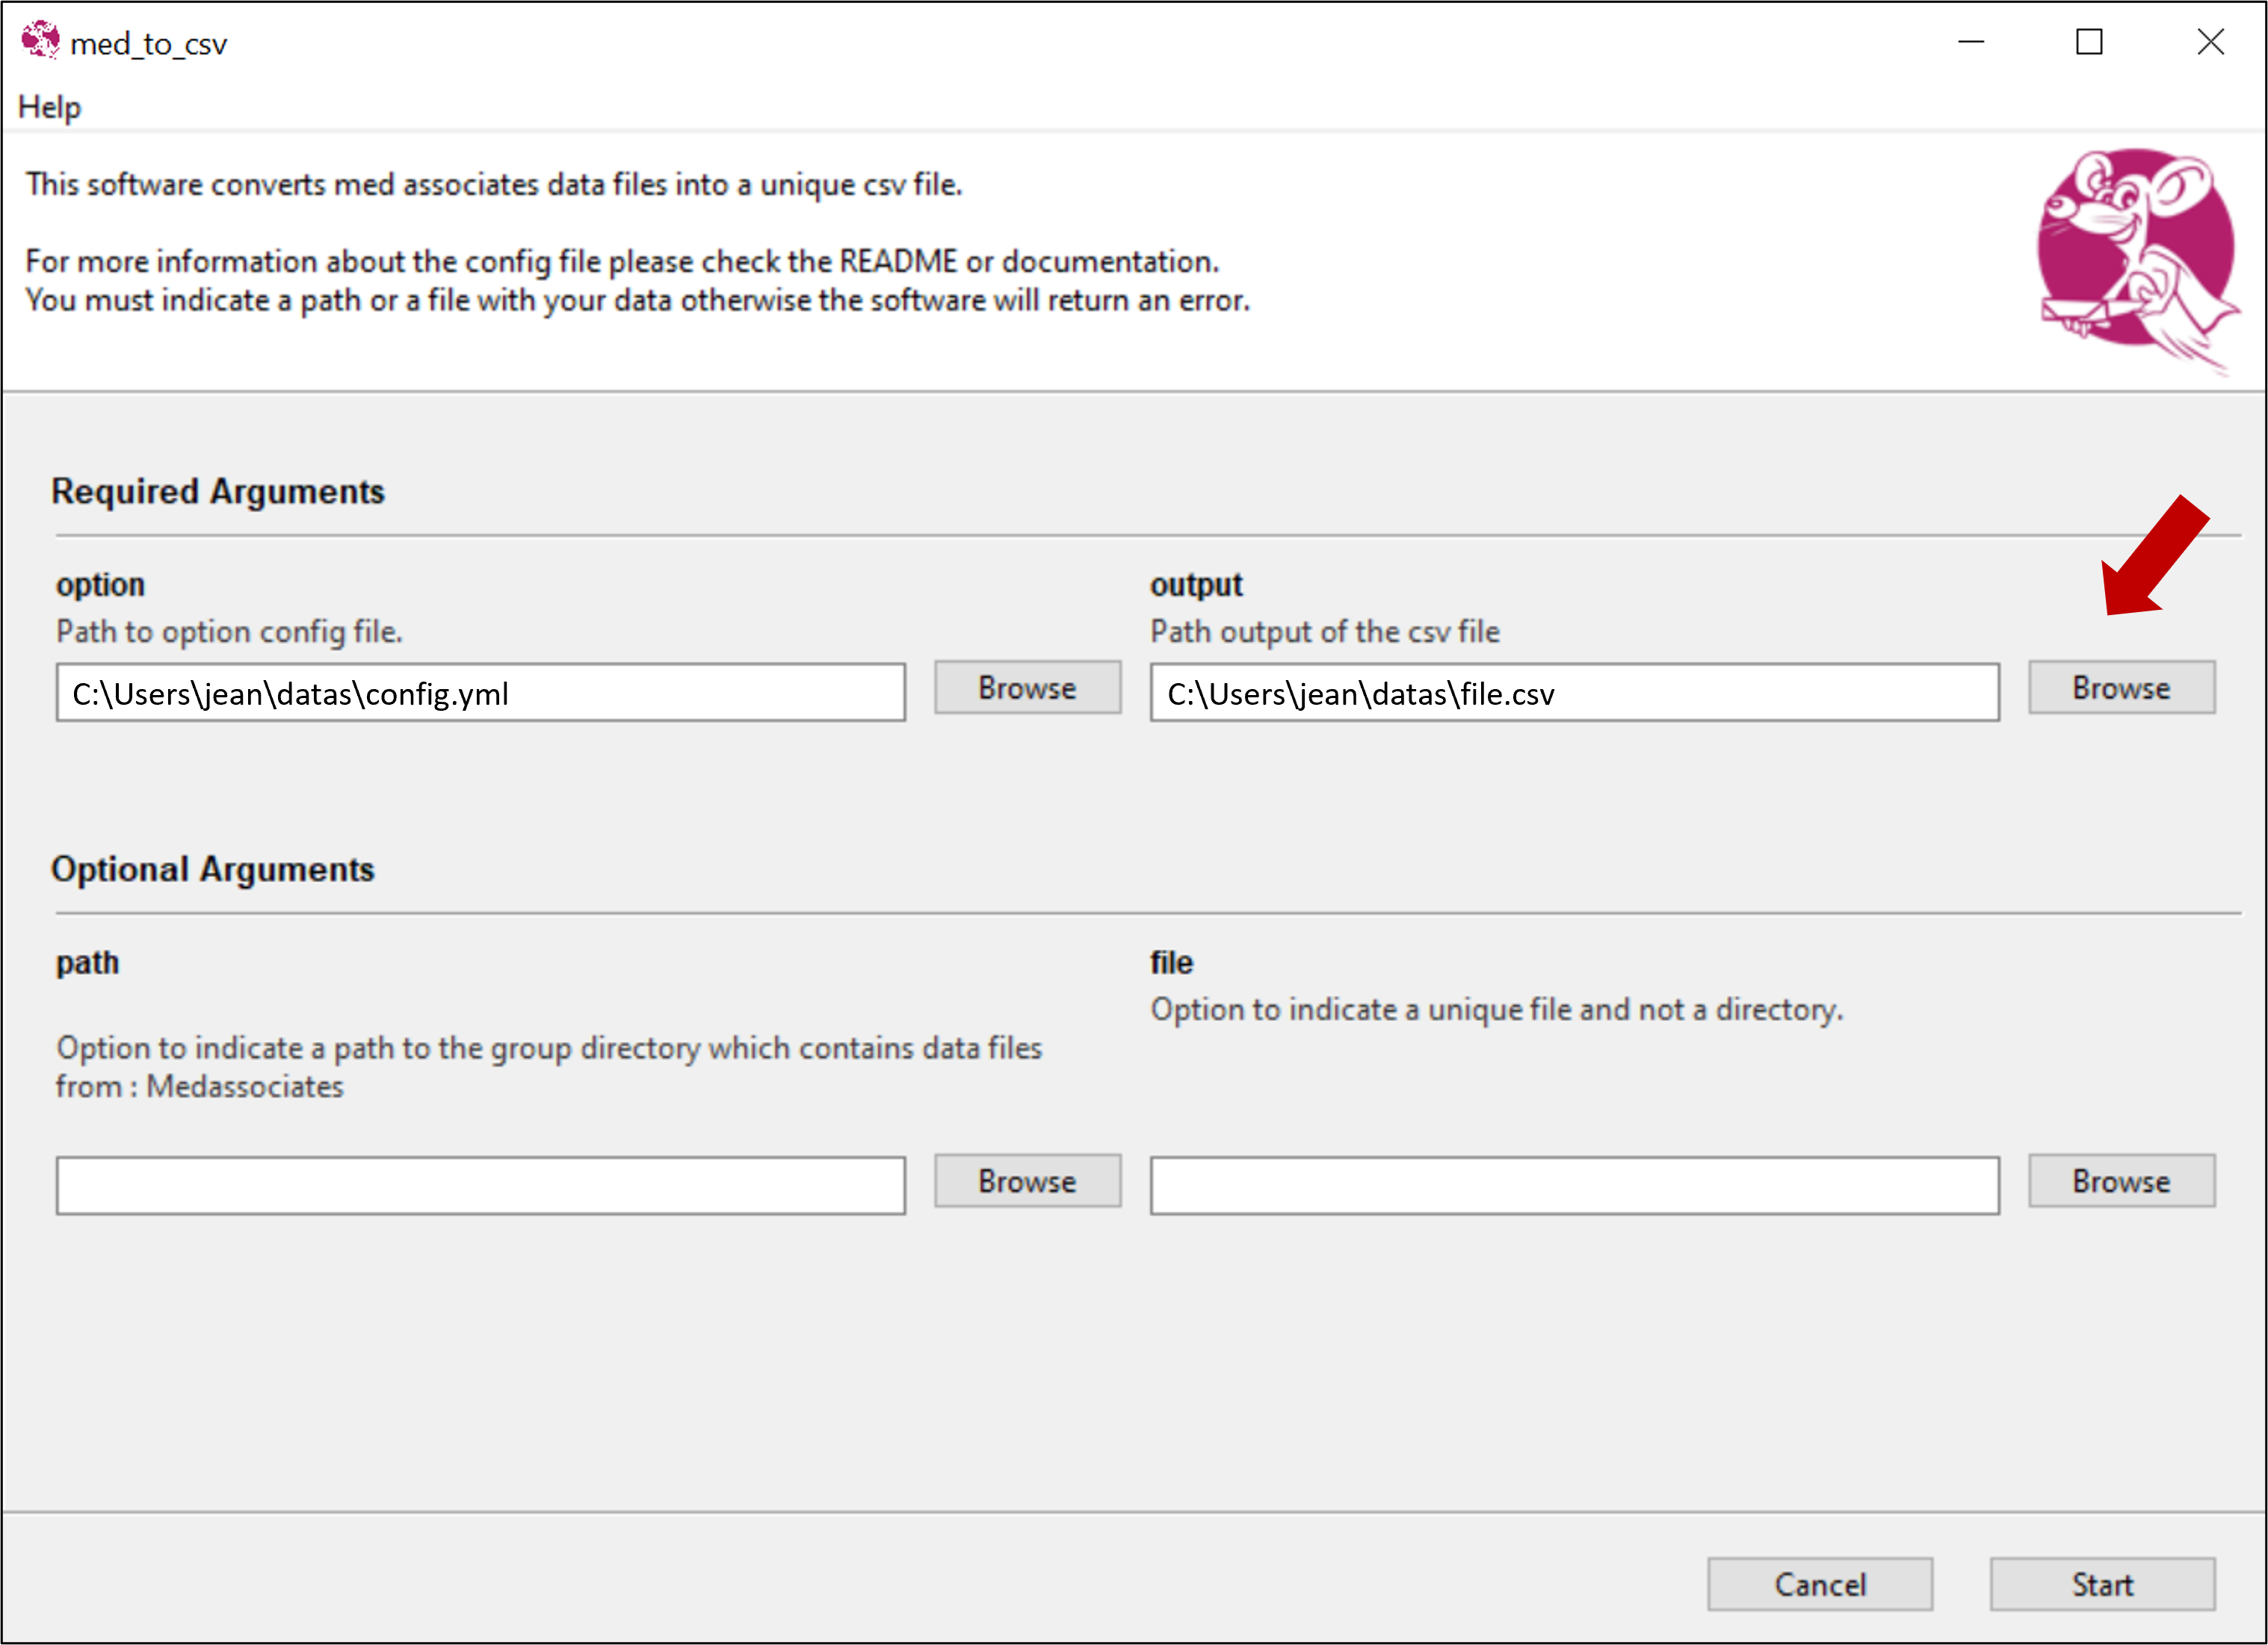 med_to_csv
Help
This software converts med associates data files into a unique csv file.
For more information about the config file please check the README or documentation.
You must indicate a path or a file with your data otherwise the software will return an error.
Required Arguments
option
Path to option config file.
C:\Users\jean\datas\config.yml
Browse
output
Path output of the csv file
C:\Users\jean\datas\file.csv
Browse
Optional Arguments
path
Option to indicate a path to the group directory which contains data files
from : Medassociates
Browse
file
Option to indicate a unique file and not a directory.
Browse
Cancel
Start